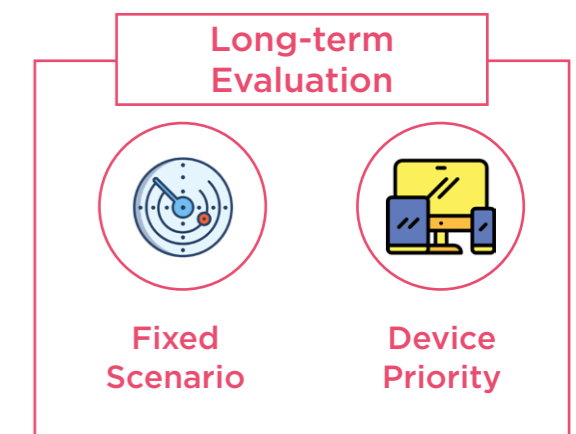 Long-term
Evaluation
Fixed
Scenario
Device
Priority